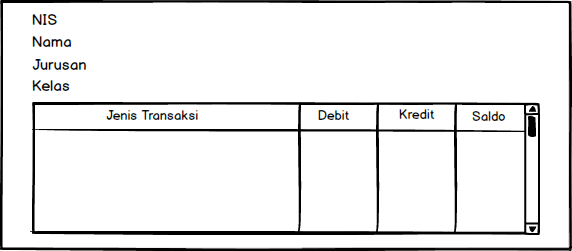 NIS
Nama
Jurusan
Kelas
Jenis Transaksi Debit Kredit Saldo